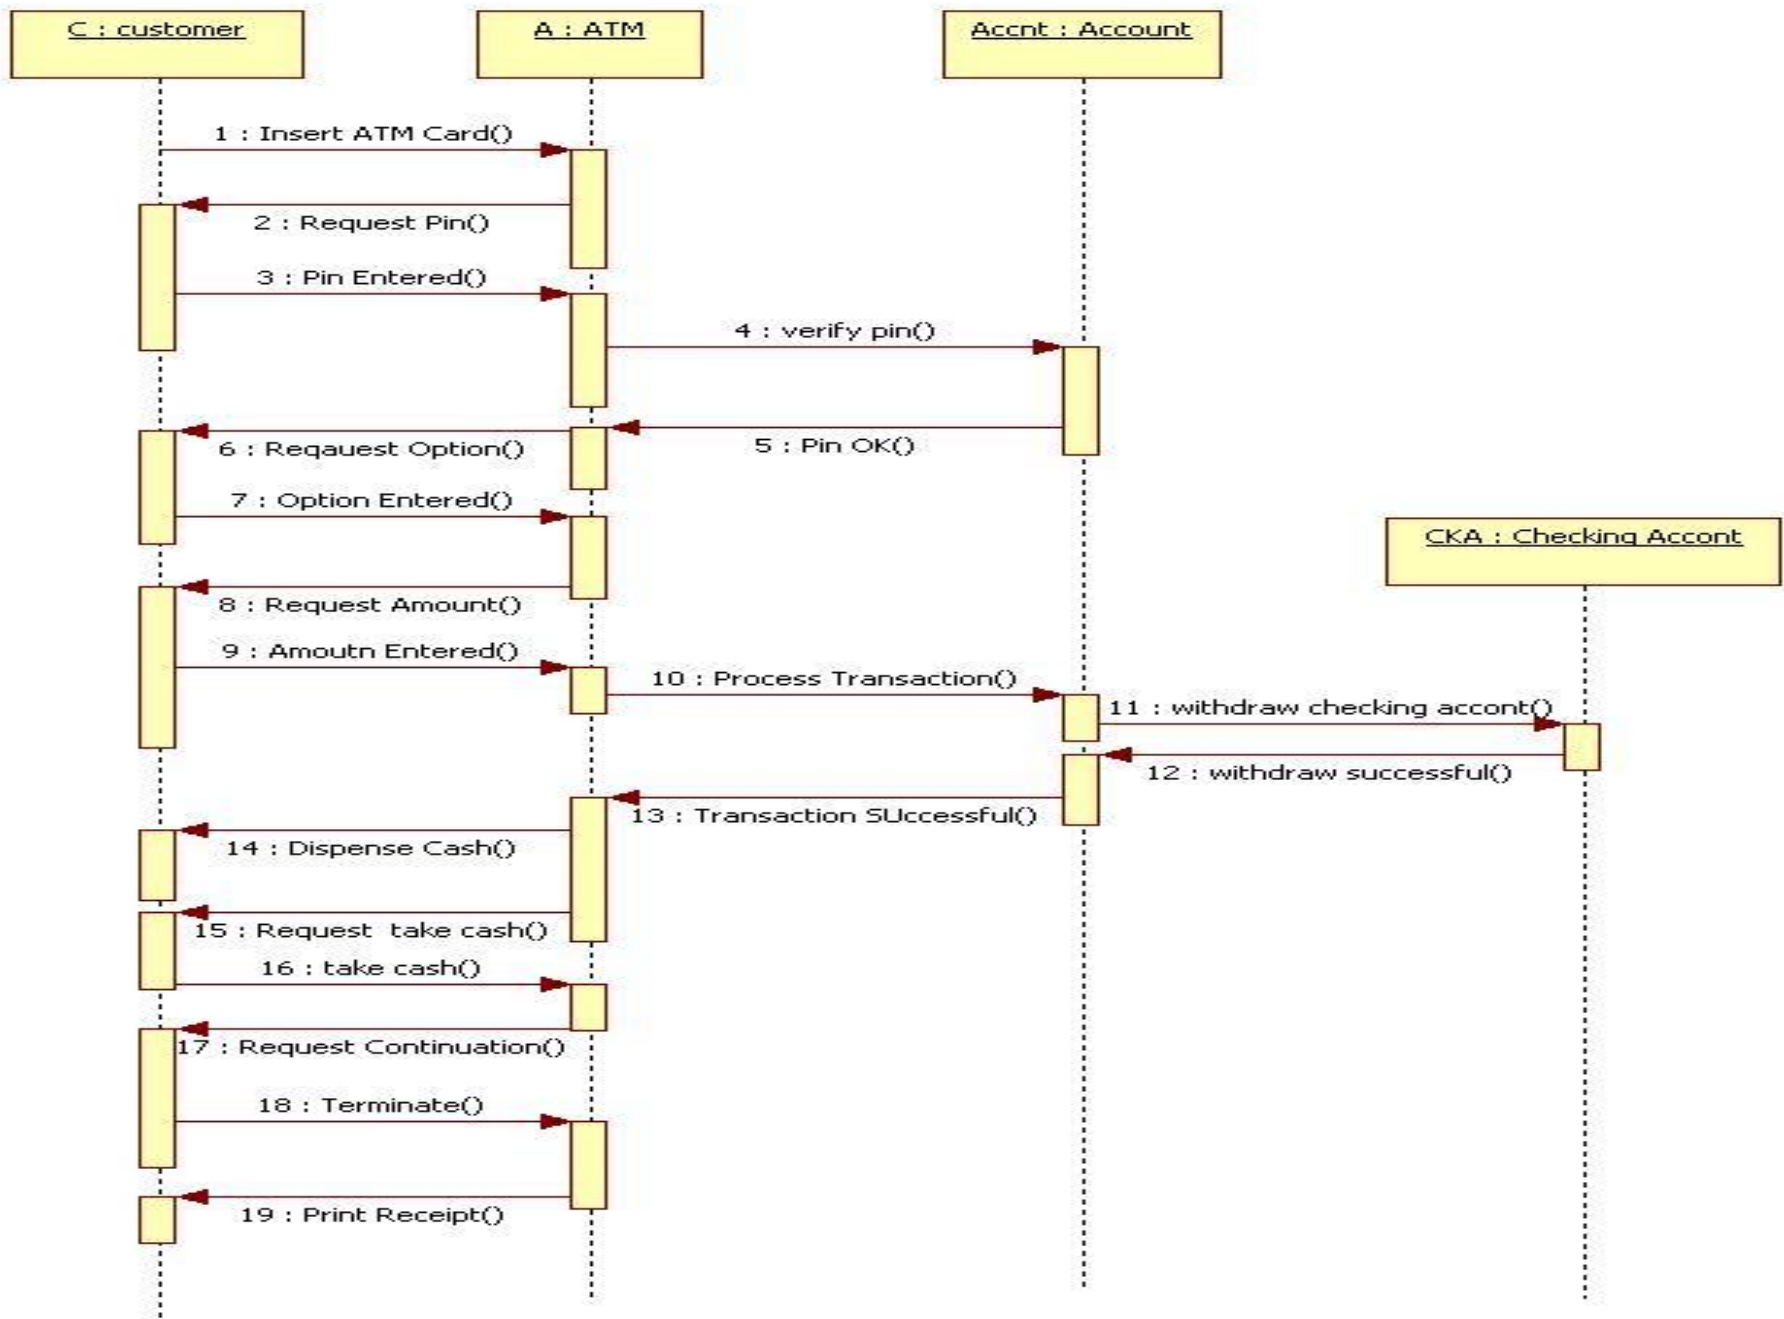 C : customer
A : ATM
Accnt : Account
1 : Insert ATM Card()
2 : Request Pin()
3 : Pin Entered()
4 : verify pin()
5 : Pin OK()
6 : Reqauest Option()
7 : Option Entered()
CKA : Checking Accont
8 : Request Amount()
9 : Amoutn Entered()
10 : Process Transaction()
11 : withdraw checking accont()
12 : withdraw successful()
13 : Transaction SUccessful()
14 : Dispense Cash()
15 : Request  take cash()
16 : take cash()
17 : Request Continuation()
18 : Terminate()
19 : Print Receipt()